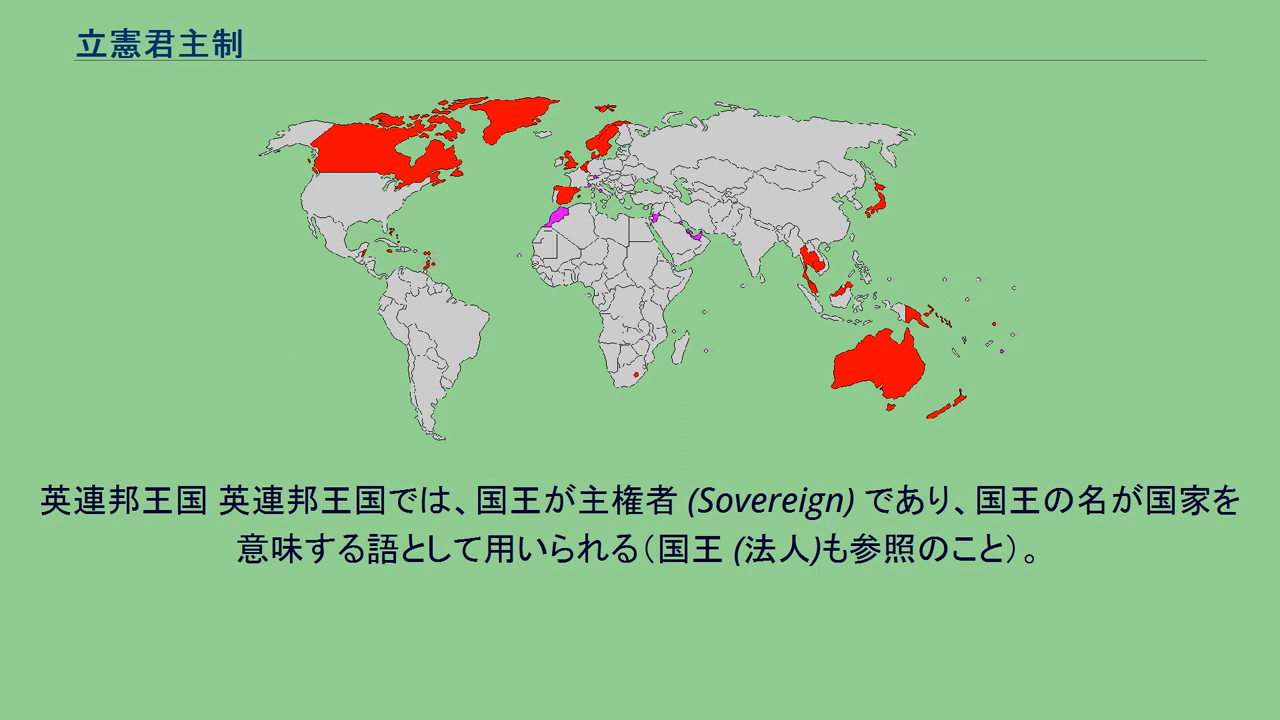 立憲君主制
英連邦王国 英連邦王国では、国王が主権者 (Sovereign) であり、国王の名が国家を
意味する語として用いられる（国王 (法人)も参照のこと）。